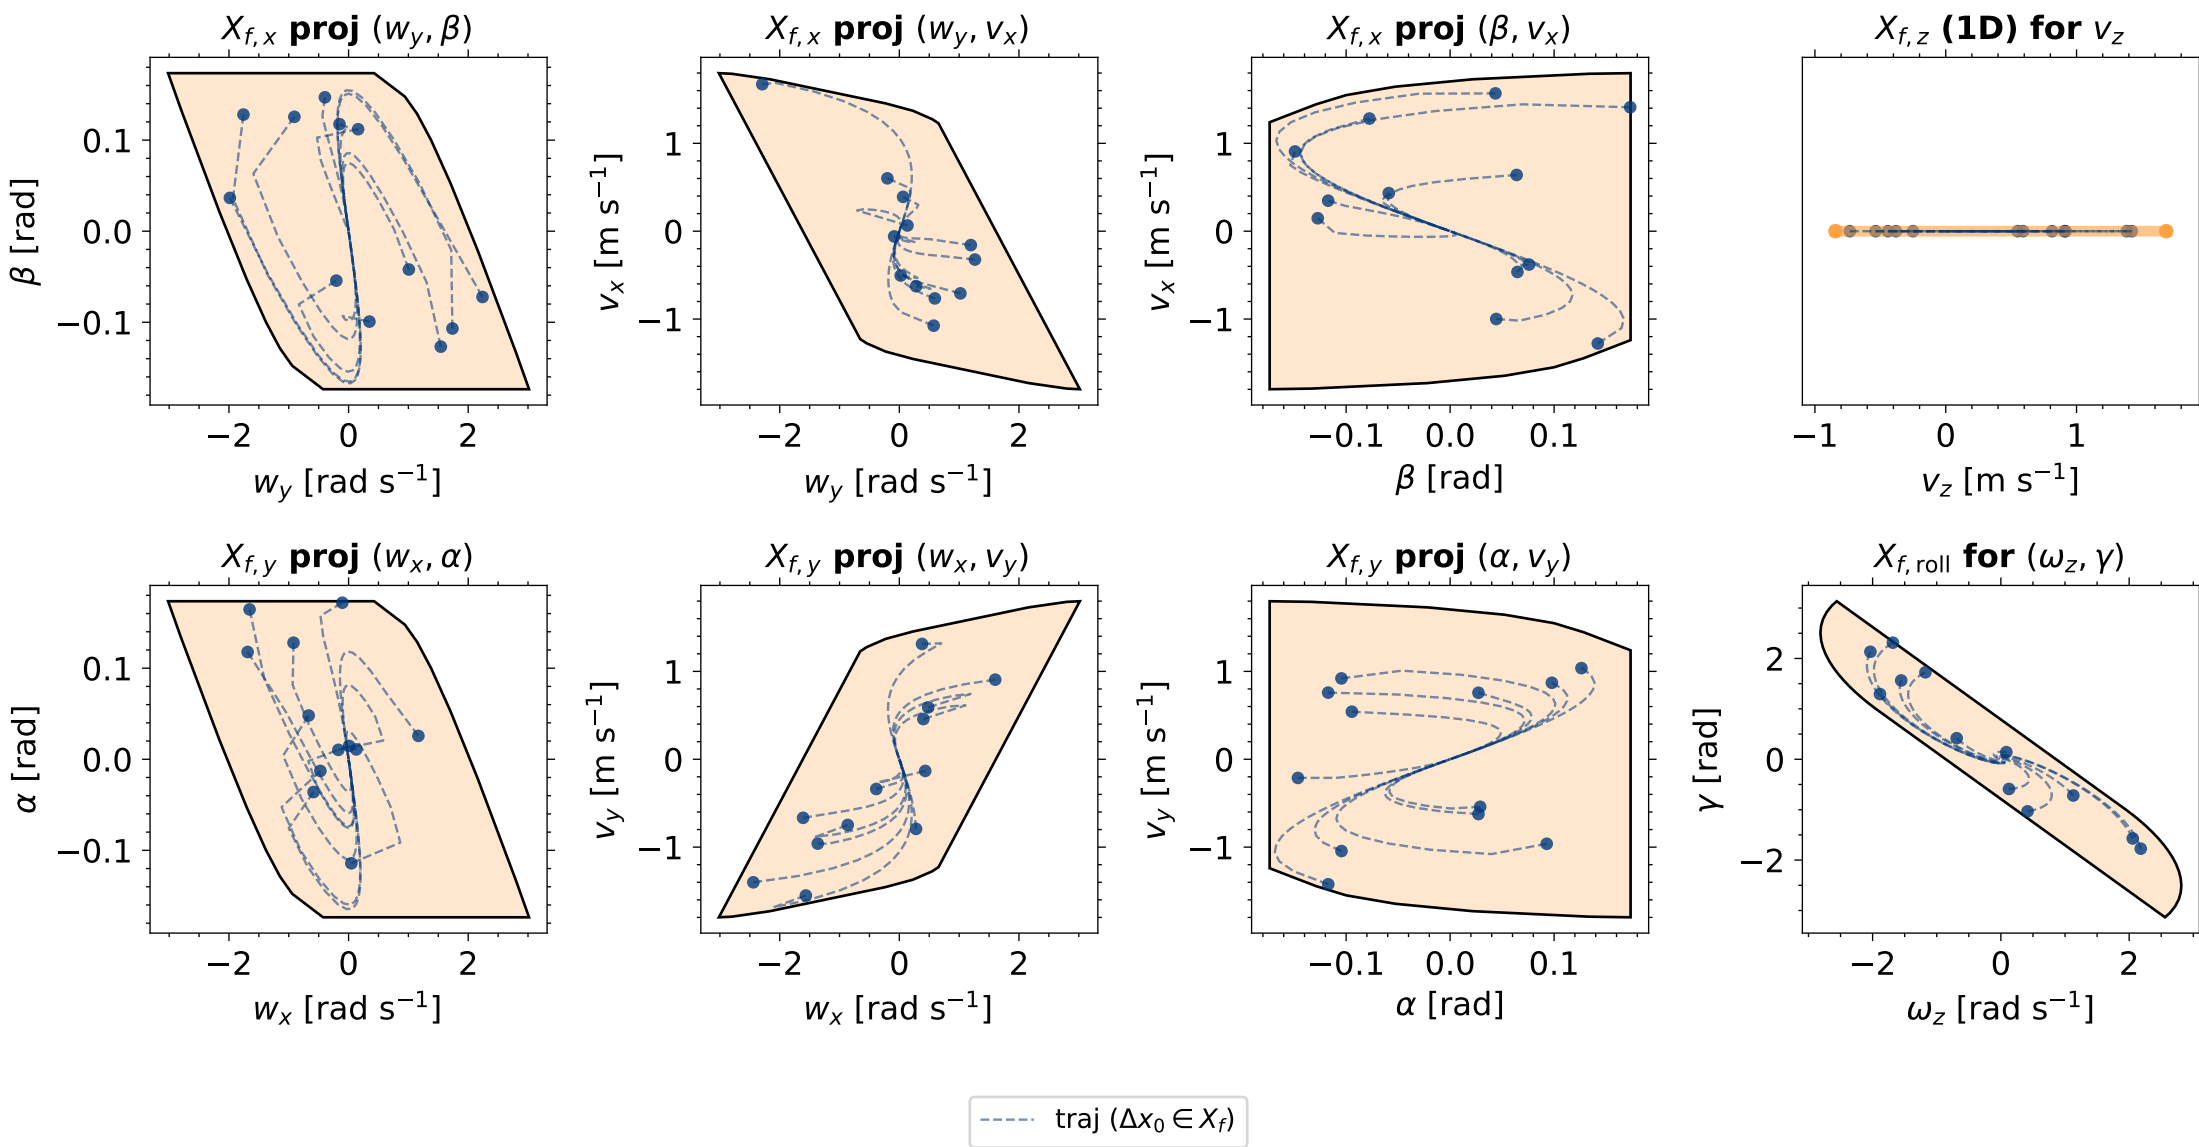 X_{f,x} proj (w_y, β)
X_{f,x} proj (w_y, v_x)
X_{f,x} proj (β, v_x)
X_{f,z} (1D) for v_z
0.1
0.0
−0.1
β [rad]
−2 0 2
w_y [rad s⁻¹]
1
0
−1
v_x [m s⁻¹]
−2 0 2
w_y [rad s⁻¹]
1
0
−1
v_x [m s⁻¹]
−0.1 0.0 0.1
β [rad]
−1 0 1
v_z [m s⁻¹]
X_{f,y} proj (w_x, α)
X_{f,y} proj (w_x, v_y)
X_{f,y} proj (α, v_y)
X_{f,roll} for (ω_z, γ)
0.1
0.0
−0.1
α [rad]
−2 0 2
w_x [rad s⁻¹]
1
0
−1
v_y [m s⁻¹]
−2 0 2
w_x [rad s⁻¹]
1
0
−1
v_y [m s⁻¹]
−0.1 0.0 0.1
α [rad]
2
0
−2
γ [rad]
−2 0 2
ω_z [rad s⁻¹]
traj (Δx₀ ∈ X_f)